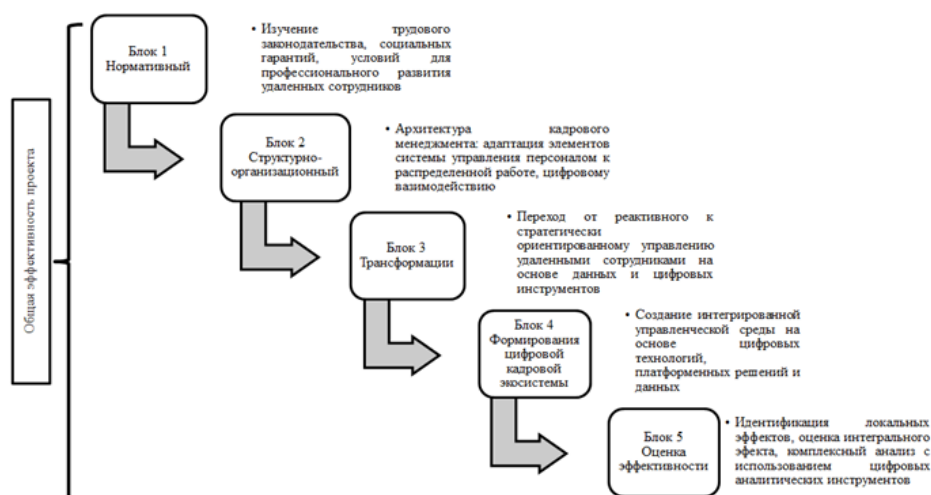 Общая эффективность проекта
Блок 1
Нормативный
• Изучение трудового
законодательства, социальных
гарантий, условий для
профессионального развития
удаленных сотрудников
Блок 2
Структурно-
организационный
• Архитектура кадрового
менеджмента: адаптация элементов
системы управления персоналом к
распределенной работе, цифровому
вазимодействию
Блок 3
Трансформации
• Переход от реактивного к
стратегически
ориентированному управлению
удаленными сотрудниками на
основе данных и цифровых
инструментов
Блок 4
Формирования
цифровой
кадровой
экосистемы
• Создание интегрированной
управленческой среды на
основе цифровых
технологий,
платформенных решений и
данных
Блок 5
Оценка
эффективности
• Идентификация локальных
эффектов, оценка интегрального
эфекта, комплексный анализ с
использованием цифровых
аналитических инструментов